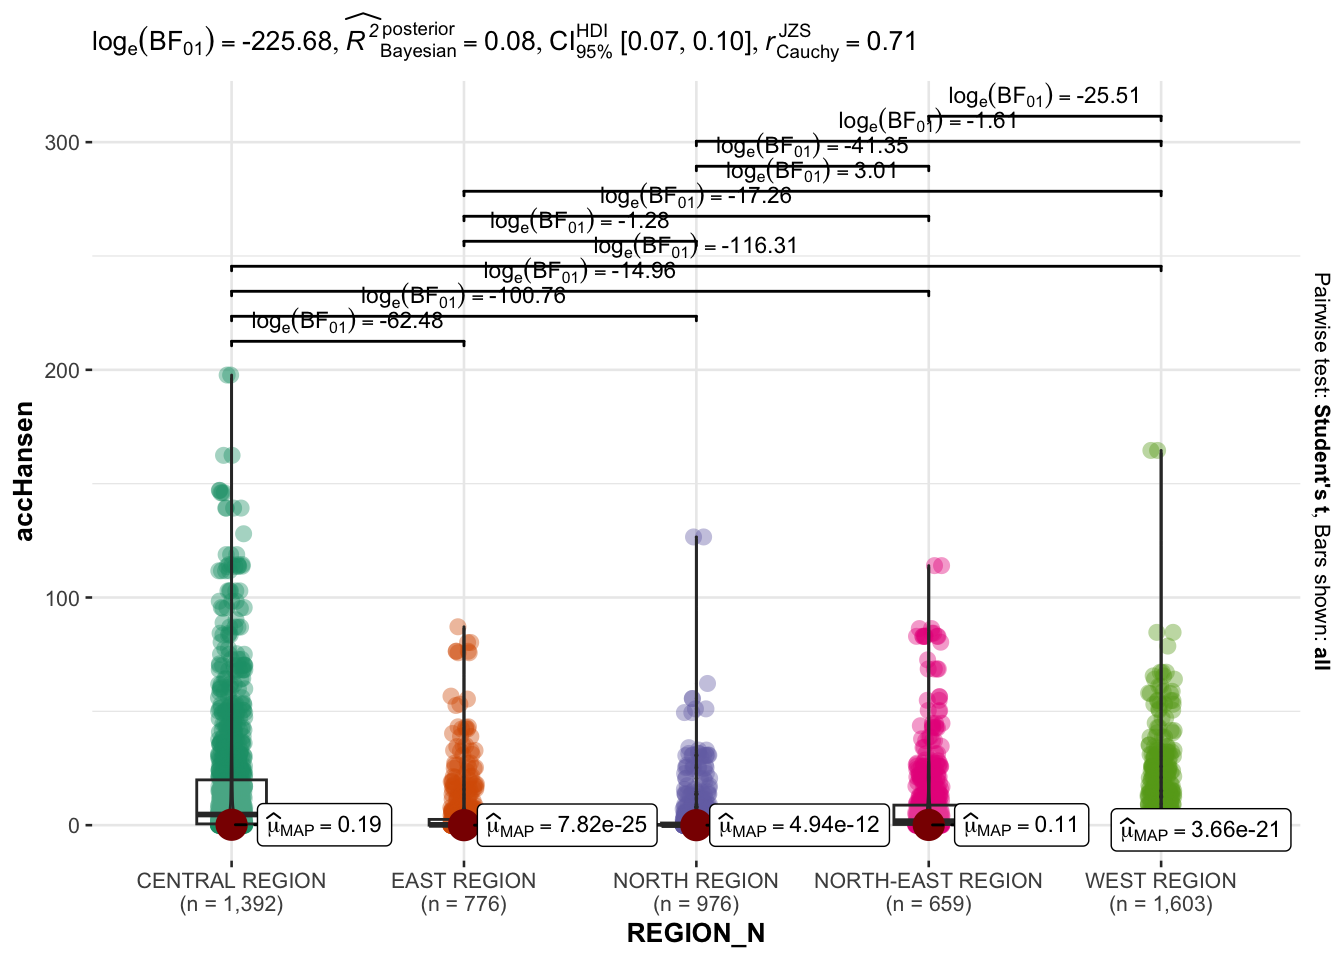 logₑ(BF₀₁) = -225.68, R̂² posterior Bayesian = 0.08, CI HDI 95% [0.07, 0.10], r JZS Cauchy = 0.71
logₑ(BF₀₁) = -25.51
logₑ(BF₀₁) = -1.61
logₑ(BF₀₁) = -41.35
logₑ(BF₀₁) = 3.01
logₑ(BF₀₁) = -17.26
logₑ(BF₀₁) = -1.28
logₑ(BF₀₁) = -116.31
logₑ(BF₀₁) = -14.96
logₑ(BF₀₁) = -100.76
logₑ(BF₀₁) = -62.48
300
200
100
0
accHansen
Pairwise test: Student's t, Bars shown: all
μ̂MAP = 0.19
μ̂MAP = 7.82e-25
μ̂MAP = 4.94e-12
μ̂MAP = 0.11
μ̂MAP = 3.66e-21
CENTRAL REGION
(n = 1,392)
EAST REGION
(n = 776)
NORTH REGION
(n = 976)
NORTH-EAST REGION
(n = 659)
WEST REGION
(n = 1,603)
REGION_N